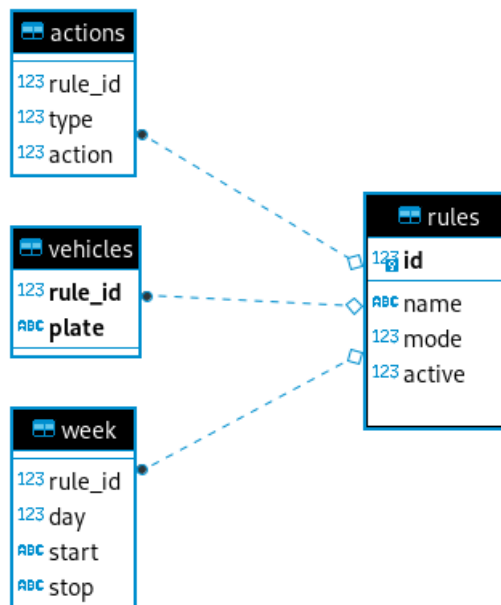 actions
123 rule_id
123 type
123 action
vehicles
123 rule_id
ABC plate
week
123 rule_id
123 day
ABC start
ABC stop
rules
123 id
ABC name
123 mode
123 active